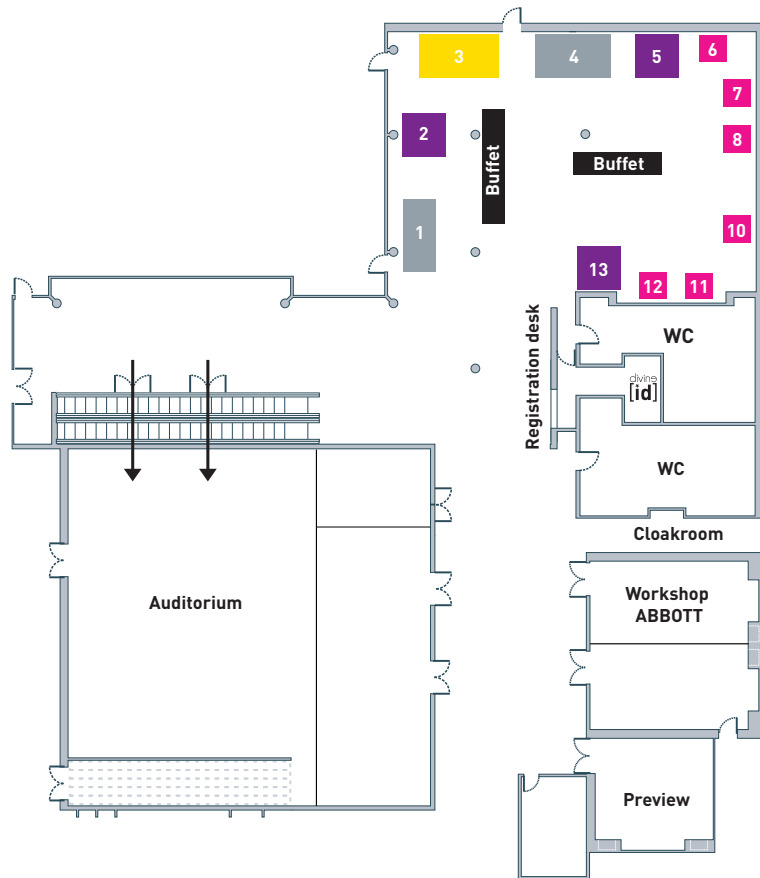 3
4
5
6
7
8
2
Buffet
Buffet
1
10
13
12
11
Registration desk
WC
divine
[id]
WC
Cloakroom
Auditorium
Workshop
ABBOTT
Preview